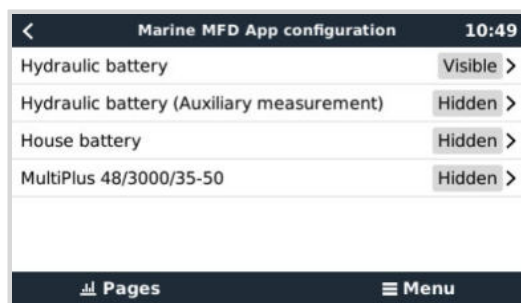 Marine MFD App configuration 10:49
Hydraulic battery Visible
Hydraulic battery (Auxiliary measurement) Hidden
House battery Hidden
MultiPlus 48/3000/35-50 Hidden
Pages Menu